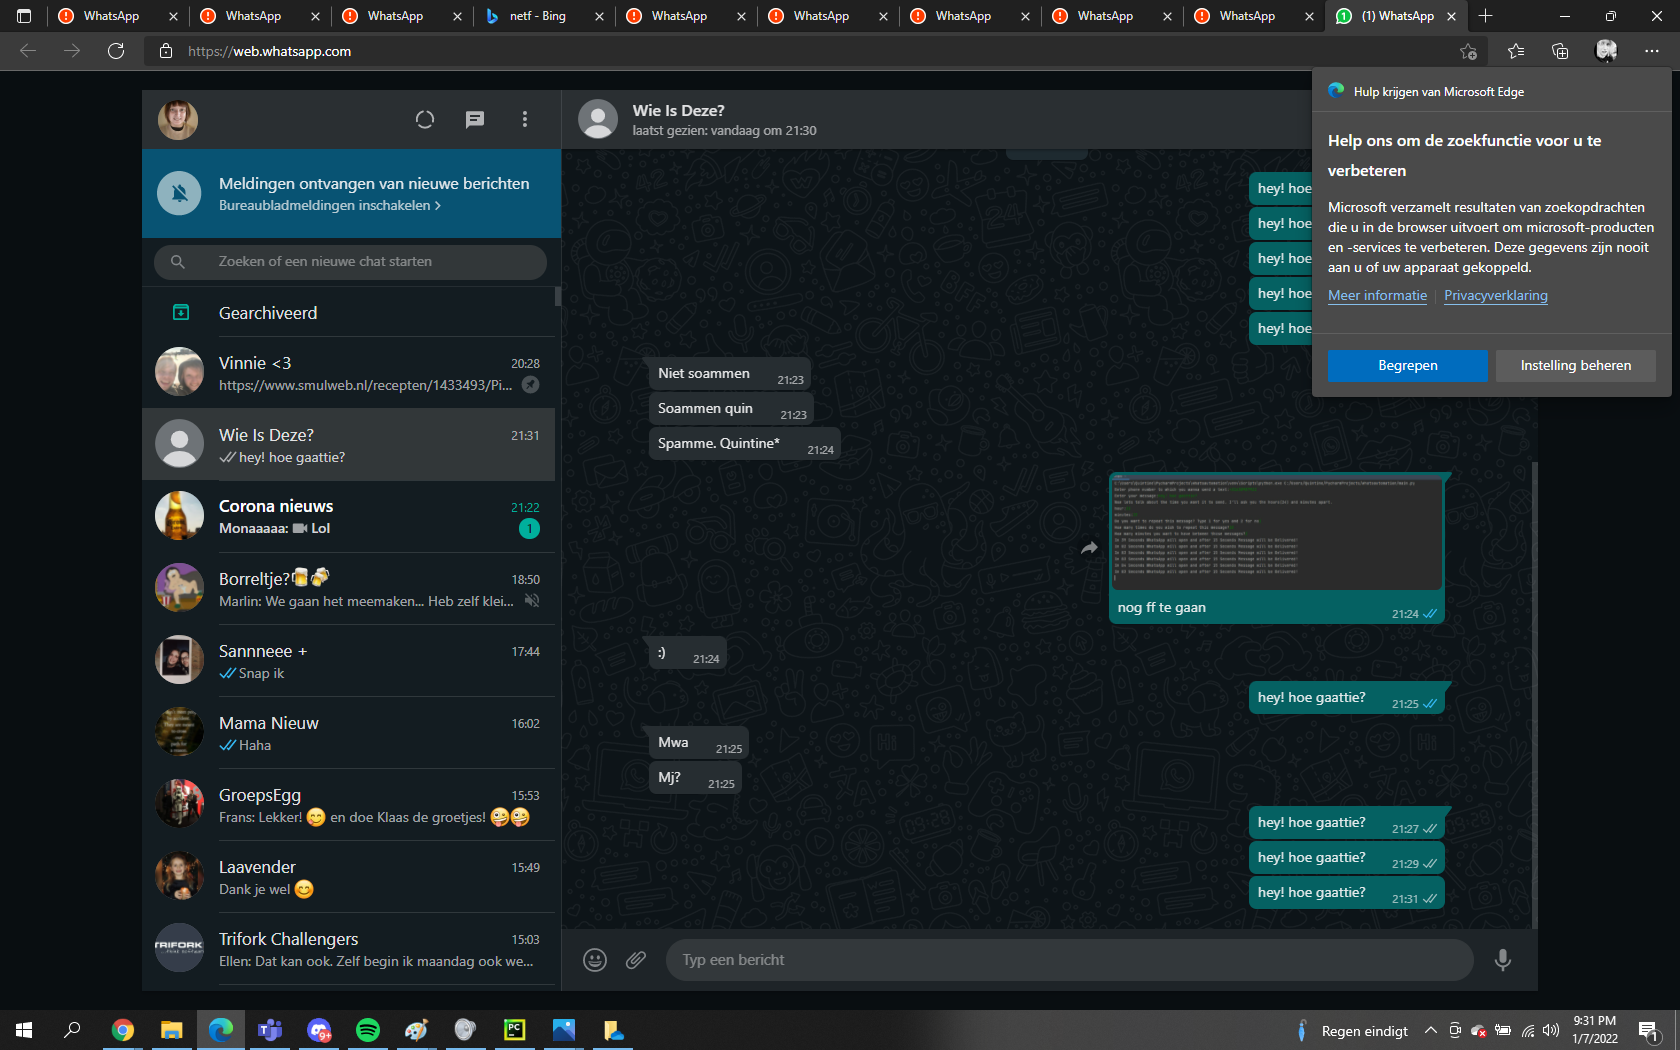 WhatsApp
WhatsApp
WhatsApp
netf - Bing
WhatsApp
WhatsApp
WhatsApp
WhatsApp
WhatsApp
(1) WhatsApp
https://web.whatsapp.com
Hulp krijgen van Microsoft Edge
Help ons om de zoekfunctie voor u te
verbeteren
Microsoft verzamelt resultaten van zoekopdrachten
die u in de browser uitvoert om microsoft-producten
en -services te verbeteren. Deze gegevens zijn nooit
aan u of uw apparaat gekoppeld.
Meer informatie
Privacyverklaring
Begrepen
Instelling beheren
Meldingen ontvangen van nieuwe berichten
Bureaubladmeldingen inschakelen >
Zoeken of een nieuwe chat starten
Gearchiveerd
Vinnie <3
20:28
https://www.smulweb.nl/recepten/1433493/Pi...
Wie Is Deze?
21:31
hey! hoe gaattie?
Corona nieuws
21:22
Monaaaaa: Lol
1
Borreltje?🍺🍻
18:50
Marlin: We gaan het meemaken... Heb zelf klei...
Sannneee +
17:44
Snap ik
Mama Nieuw
16:02
Haha
GroepsEgg
15:53
Frans: Lekker! 😋 en doe Klaas de groetjes! 🤪🤪
Laavender
15:49
Dank je wel 😊
TRIFORK
Trifork Challengers
15:03
Ellen: Dat kan ook. Zelf begin ik maandag ook we...
Wie Is Deze?
laatst gezien: vandaag om 21:30
hey! hoe
hey! hoe
hey! hoe
hey! hoe
hey! hoe
Niet soammen
21:23
Soammen quin
21:23
Spamme. Quintine*
21:24
nog ff te gaan
21:24
:)
21:24
hey! hoe gaattie?
21:25
Mwa
21:25
Mj?
21:25
hey! hoe gaattie?
21:27
hey! hoe gaattie?
21:29
hey! hoe gaattie?
21:31
Typ een bericht
9+
PC
Regen eindigt
9:31 PM
1/7/2022
1